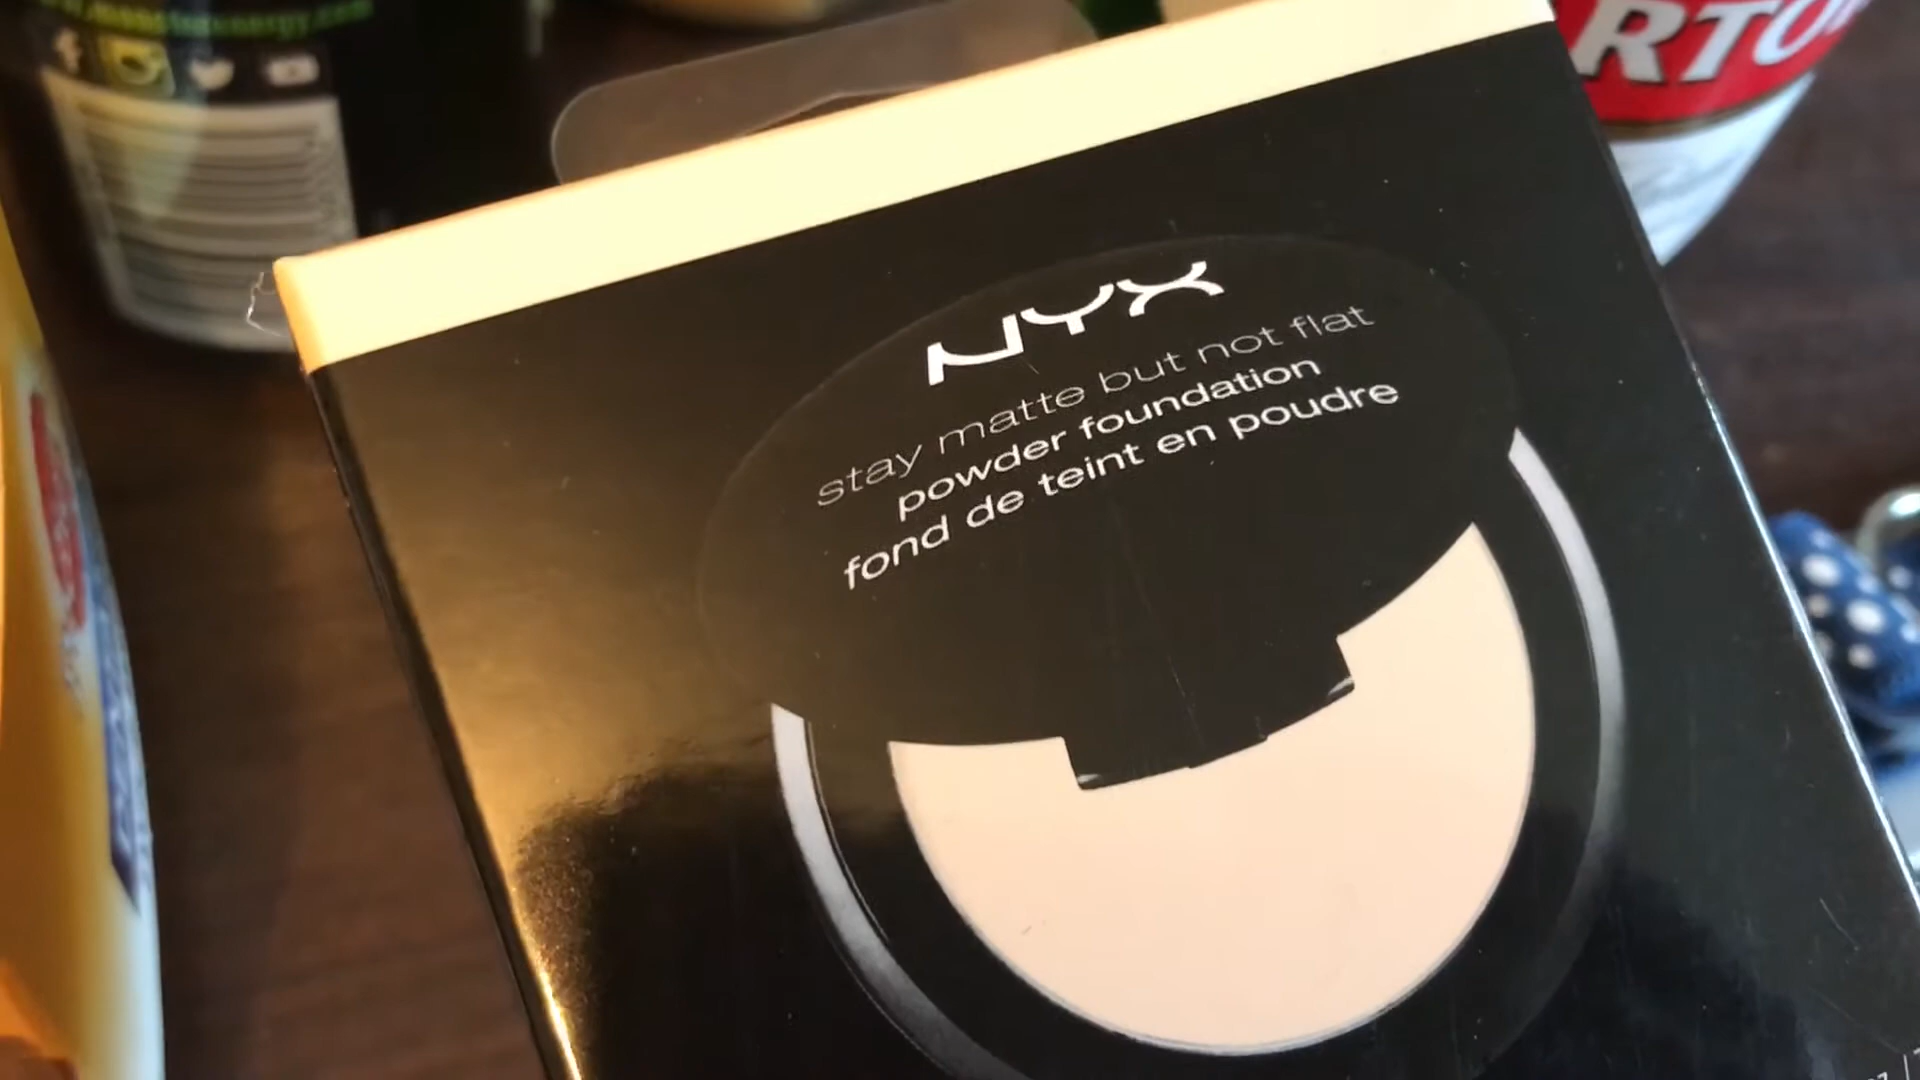 NYX
stay matte but not flat
powder foundation
fond de teint en poudre